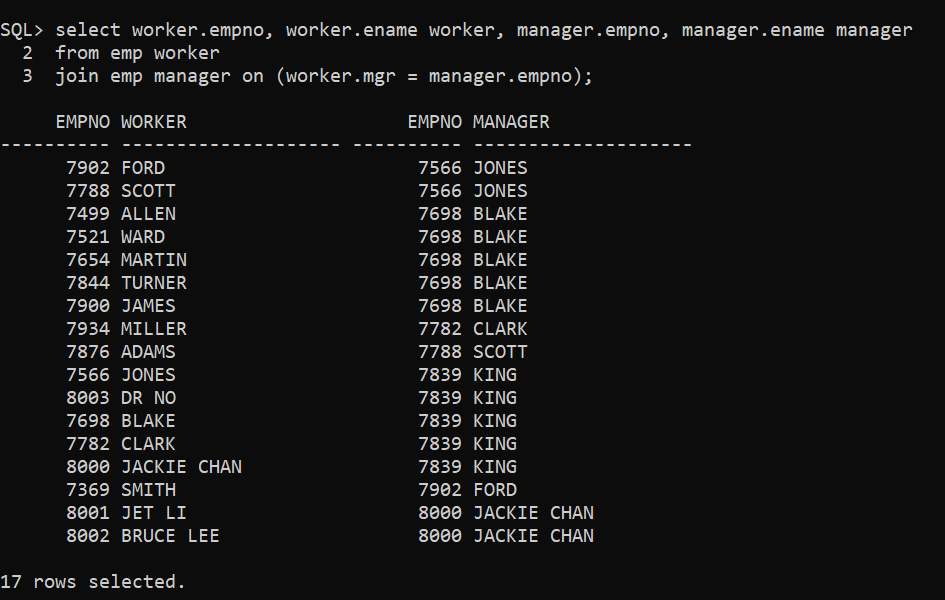 SQL> select worker.empno, worker.ename worker, manager.empno, manager.ename manager
  2  from emp worker
  3  join emp manager on (worker.mgr = manager.empno);
     EMPNO WORKER                    EMPNO MANAGER
---------- -------------------- ---------- --------------------
      7902 FORD                       7566 JONES
      7788 SCOTT                      7566 JONES
      7499 ALLEN                      7698 BLAKE
      7521 WARD                       7698 BLAKE
      7654 MARTIN                     7698 BLAKE
      7844 TURNER                     7698 BLAKE
      7900 JAMES                      7698 BLAKE
      7934 MILLER                     7782 CLARK
      7876 ADAMS                      7788 SCOTT
      7566 JONES                      7839 KING
      8003 DR NO                      7839 KING
      7698 BLAKE                      7839 KING
      7782 CLARK                      7839 KING
      8000 JACKIE CHAN                7839 KING
      7369 SMITH                      7902 FORD
      8001 JET LI                     8000 JACKIE CHAN
      8002 BRUCE LEE                  8000 JACKIE CHAN
17 rows selected.